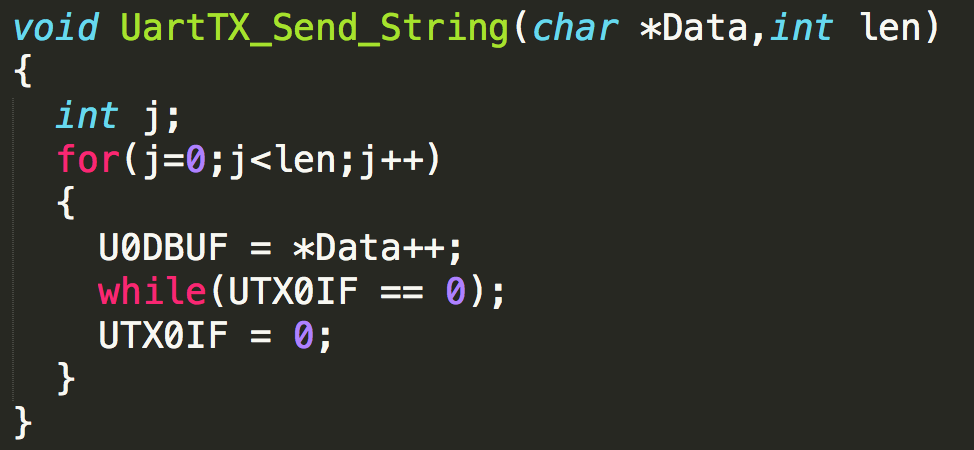 void UartTX_Send_String(char *Data,int len)
{
  int j;
  for(j=0;j<len;j++)
  {
    U0DBUF = *Data++;
    while(UTX0IF == 0);
    UTX0IF = 0;
  }
}